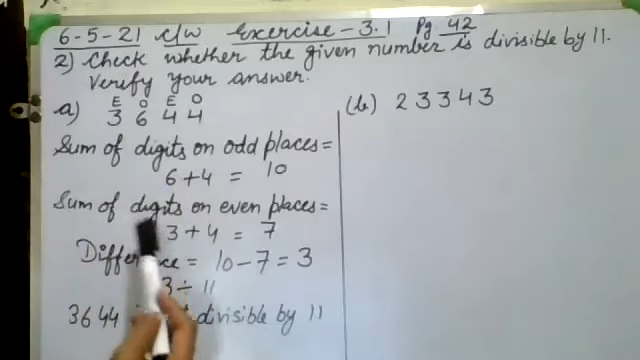 6-5-21 c/w Exercise-3.1 Pg 42
2) Check whether the given number is divisible by 11.
Verify your answer.
E O E O
a) 3 6 4 4
Sum of digits on odd places =
6+4 = 10
Sum of digits on even places =
3+4 = 7
Difference = 10-7 = 3
3 ÷ 11
3644 divisible by 11
(b) 2 3 3 4 3